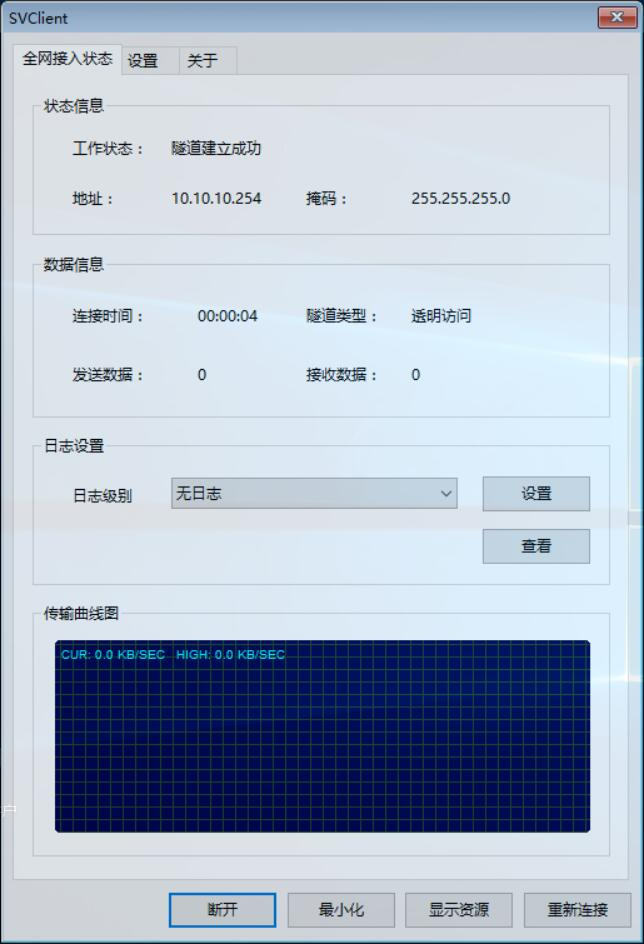 SVClient
全网接入状态 设置 关于
状态信息
工作状态： 隧道建立成功
地址： 10.10.10.254 掩码： 255.255.255.0
数据信息
连接时间： 00:00:04 隧道类型： 透明访问
发送数据： 0 接收数据： 0
日志设置
日志级别 无日志 设置
查看
传输曲线图
CUR: 0.0 KB/SEC HIGH: 0.0 KB/SEC
户
断开 最小化 显示资源 重新连接